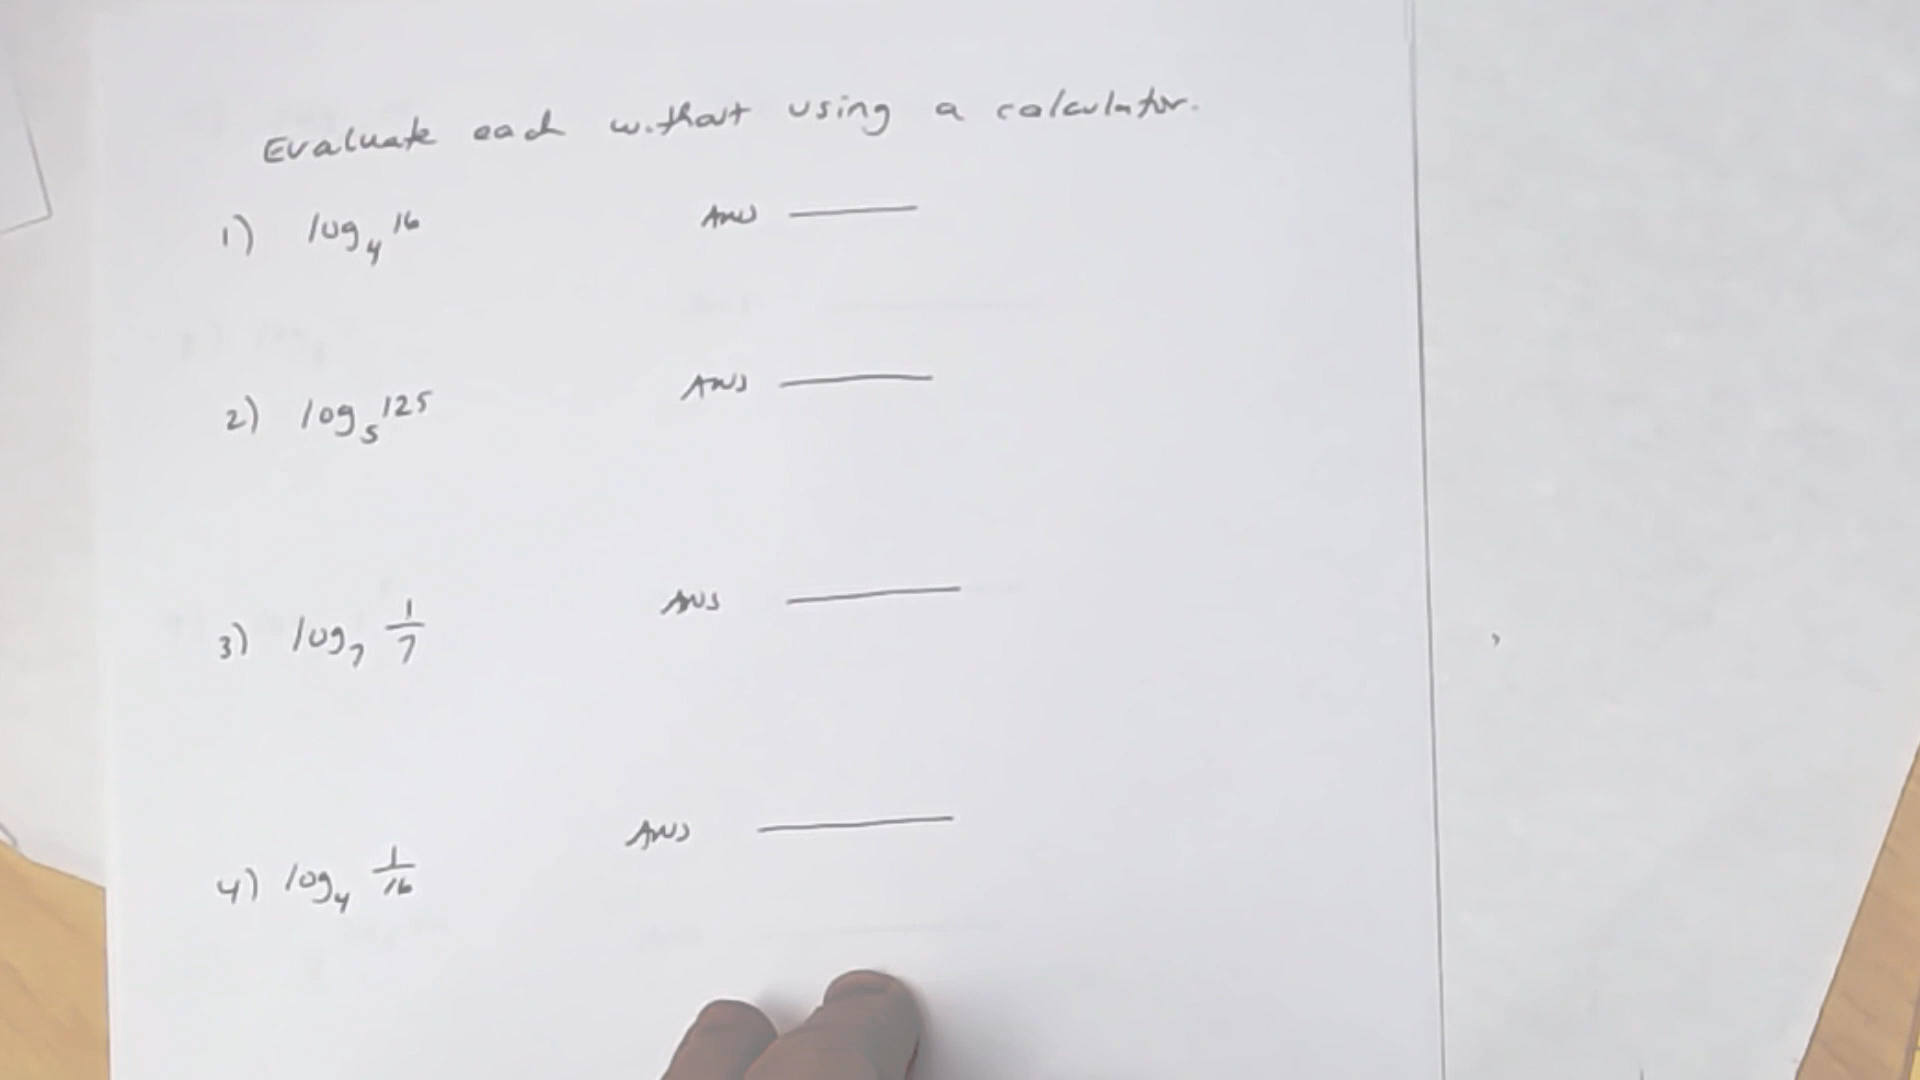 Evaluate each without using a calculator.
1) log₄ 16 Ans
2) log₅ 125 Ans
3) log₇ 1/7 Ans
4) log₄ 1/16 Ans